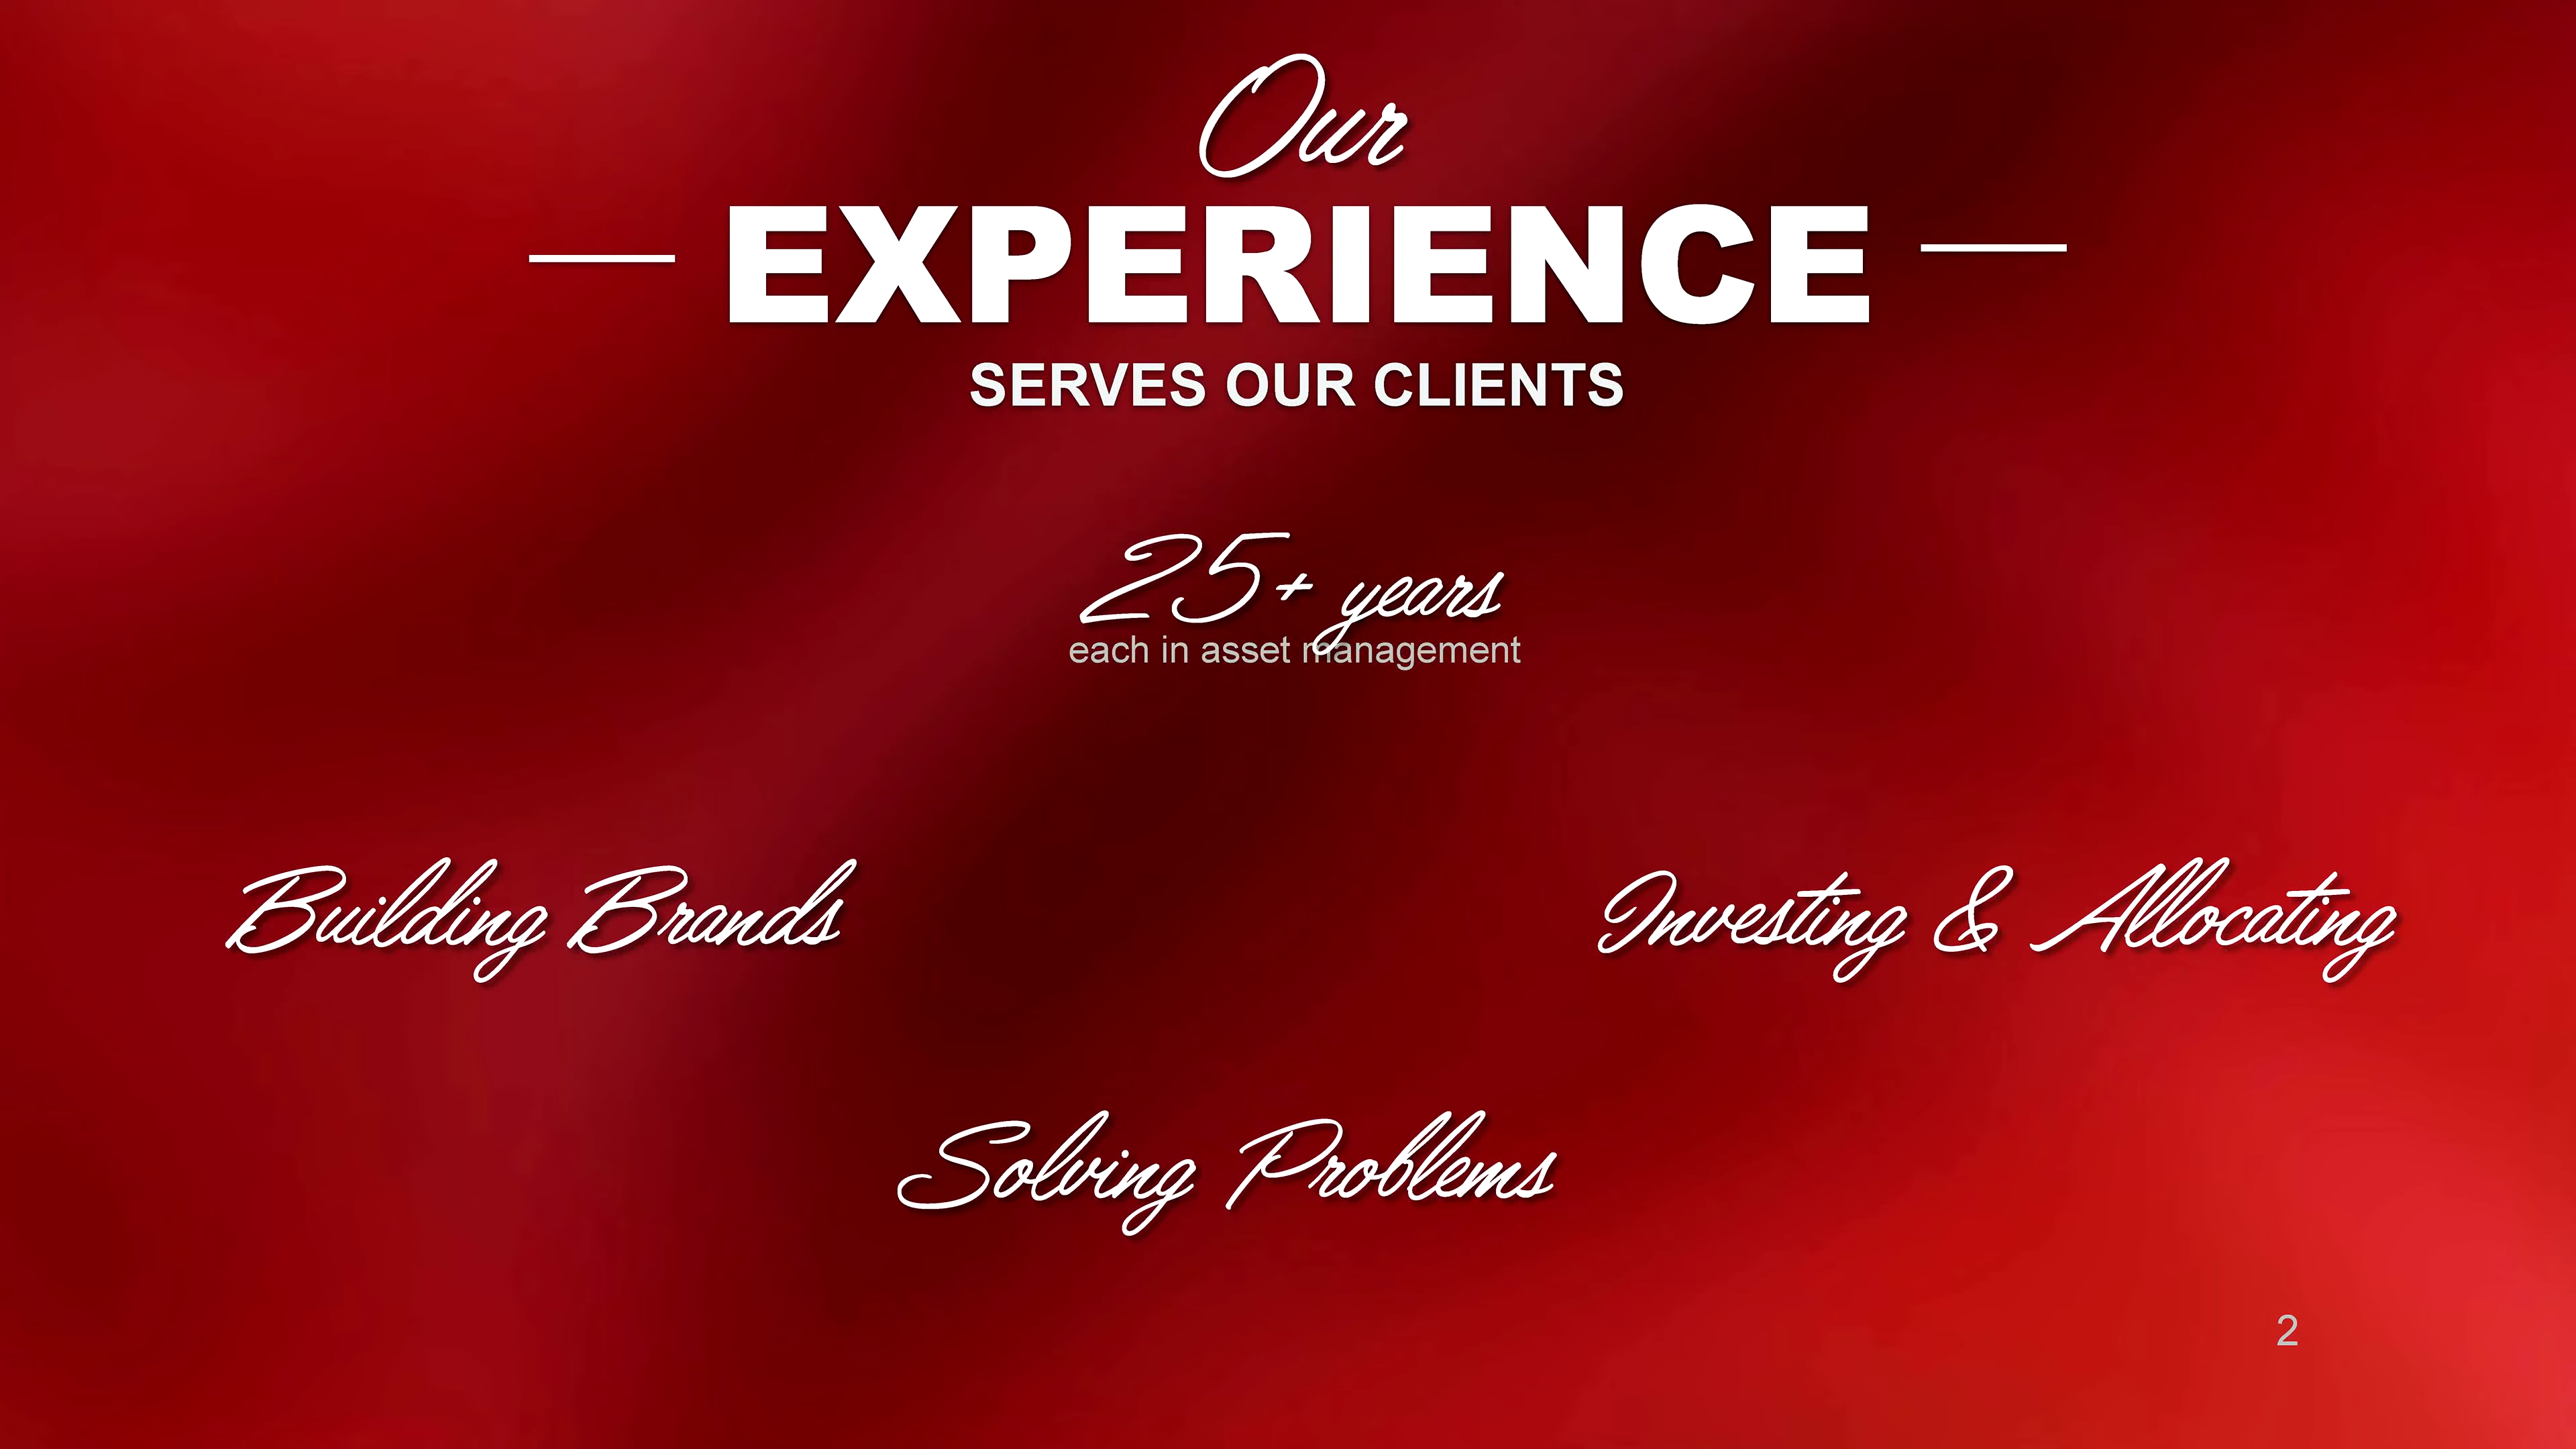 Our
EXPERIENCE
SERVES OUR CLIENTS
25+ years
each in asset management
Building Brands
Investing & Allocating
Solving Problems
2